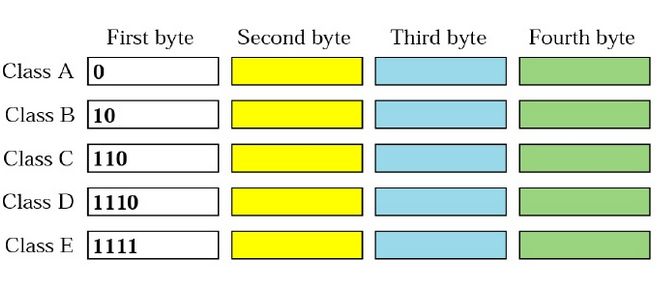 First byte Second byte Third byte Fourth byte
Class A 0
Class B 10
Class C 110
Class D 1110
Class E 1111